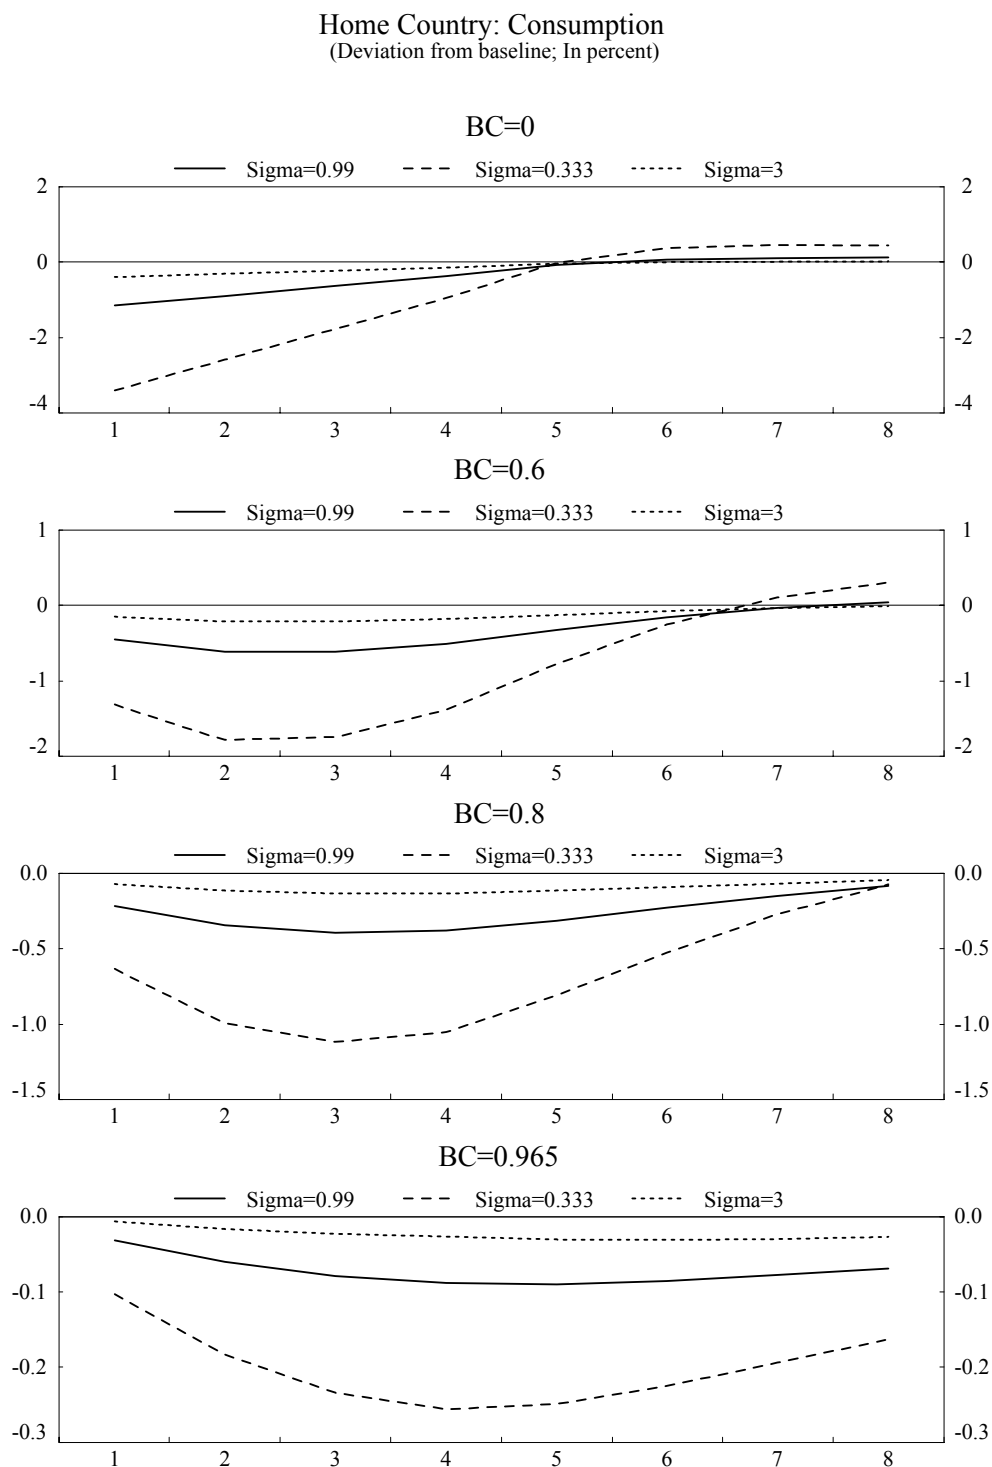 Home Country: Consumption
(Deviation from baseline; In percent)
BC=0
Sigma=0.99 Sigma=0.333 Sigma=3
2 2
0 0
-2 -2
-4 -4
1 2 3 4 5 6 7 8
BC=0.6
Sigma=0.99 Sigma=0.333 Sigma=3
1 1
0 0
-1 -1
-2 -2
1 2 3 4 5 6 7 8
BC=0.8
Sigma=0.99 Sigma=0.333 Sigma=3
0.0 0.0
-0.5 -0.5
-1.0 -1.0
-1.5 -1.5
1 2 3 4 5 6 7 8
BC=0.965
Sigma=0.99 Sigma=0.333 Sigma=3
0.0 0.0
-0.1 -0.1
-0.2 -0.2
-0.3 -0.3
1 2 3 4 5 6 7 8